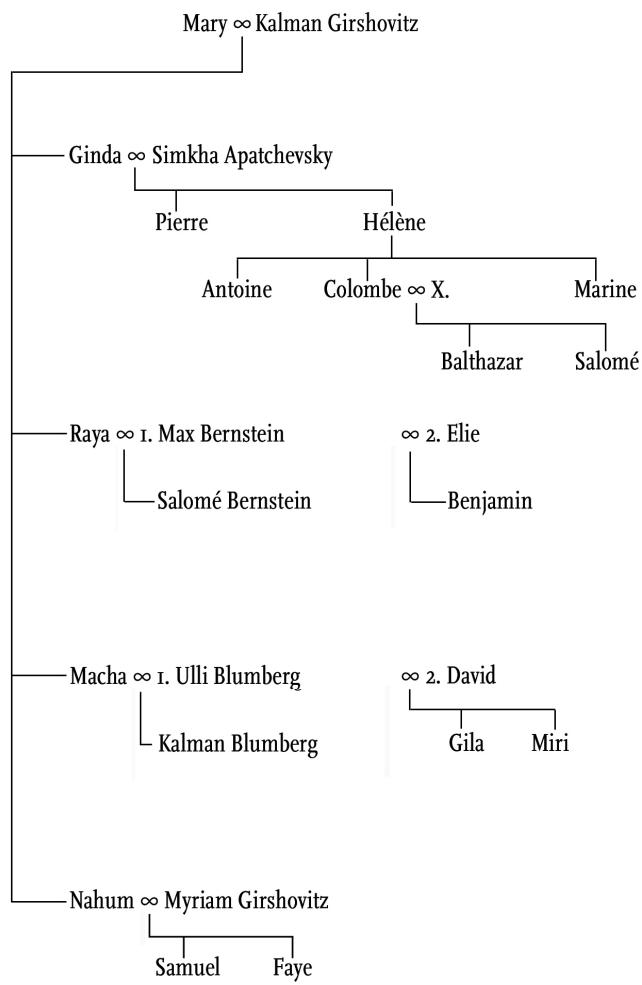 Mary ∞ Kalman Girshovitz
Ginda ∞ Simkha Apatchevsky
Pierre Hélène
Antoine Colombe ∞ X. Marine
Balthazar Salomé
Raya ∞ 1. Max Bernstein ∞ 2. Elie
Salomé Bernstein Benjamin
Macha ∞ 1. Ulli Blumberg ∞ 2. David
Kalman Blumberg Gila Miri
Nahum ∞ Myriam Girshovitz
Samuel Faye